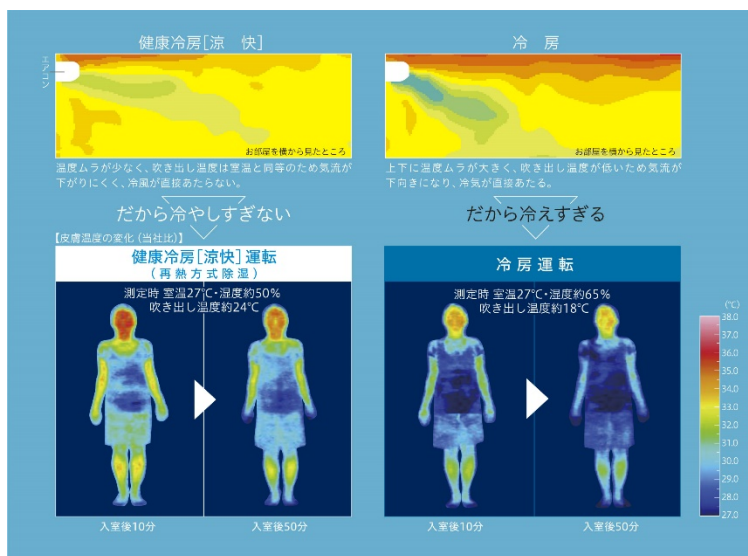 健康冷房[涼 快]
エアコン
お部屋を横から見たところ
温度ムラが少なく、吹き出し温度は室温と同等のため気流が
下がりにくく、冷風が直接あたらない。
だから冷やしすぎない
冷 房
お部屋を横から見たところ
上下に温度ムラが大きく、吹き出し温度が低いため気流が
下向きになり、冷気が直接あたる。
だから冷えすぎる
【皮膚温度の変化(当社比)】
健康冷房[涼快]運転
(再熱方式除湿)
測定時 室温27℃・湿度約50%
吹き出し温度約24℃
入室後10分
入室後50分
冷房運転
測定時 室温27℃・湿度約65%
吹き出し温度約18℃
入室後10分
入室後50分
(℃)
38.0
37.0
36.0
35.0
34.0
33.0
32.0
31.0
30.0
29.0
28.0
27.0